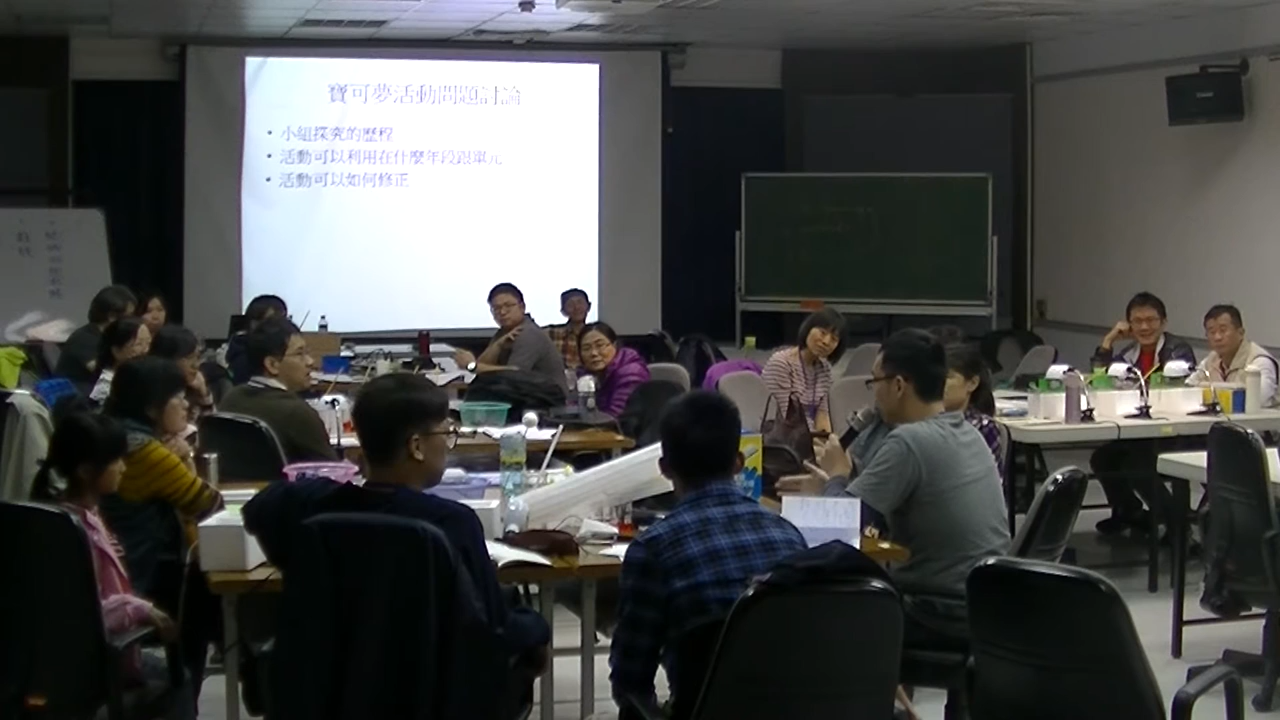 寶可夢活動問題討論
• 小組探究的歷程
• 活動可以利用在什麼年段跟單元
• 活動可以如何修正